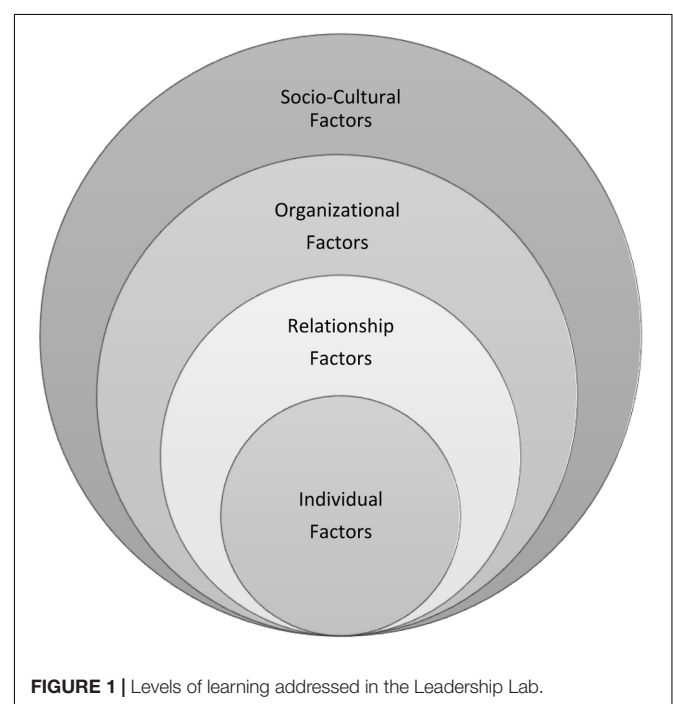 Socio-Cultural
Factors
Organizational
Factors
Relationship
Factors
Individual
Factors
FIGURE 1 | Levels of learning addressed in the Leadership Lab.